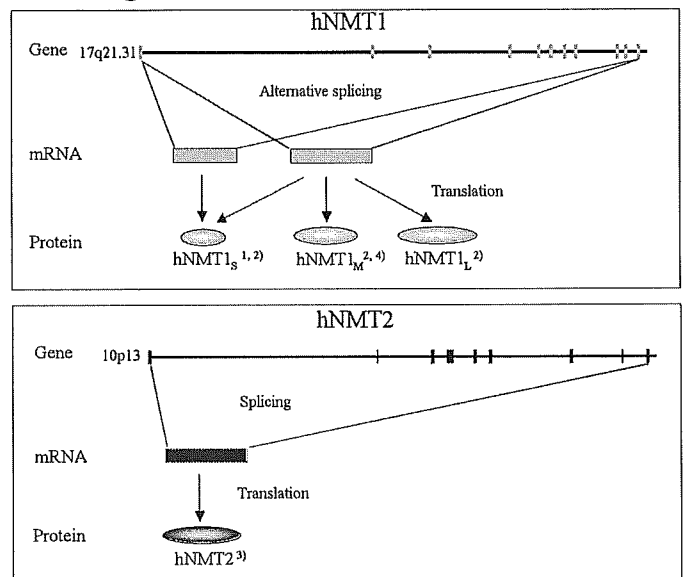 hNMT1
Gene 17q21.31
Alternative splicing
mRNA
Translation
Protein
hNMT1S 1, 2) hNMT1M 2, 4) hNMT1L 2)
hNMT2
Gene 10p13
Splicing
mRNA
Translation
Protein
hNMT2 3)